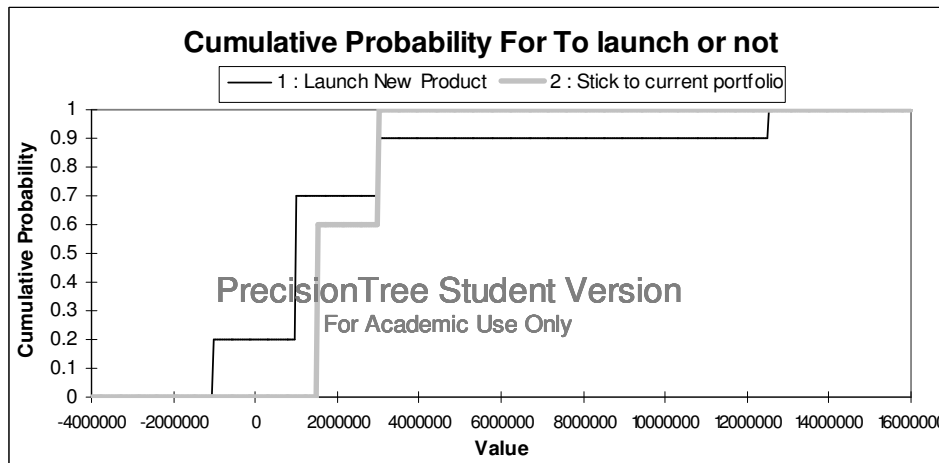 Cumulative Probability For To launch or not
1 : Launch New Product 2 : Stick to current portfolio
1
0.9
0.8
0.7
0.6
0.5
0.4
0.3
0.2
0.1
0
Cumulative Probability
PrecisionTree Student Version
For Academic Use Only
-4000000 -2000000 0 2000000 4000000 6000000 8000000 10000000 12000000 14000000 16000000
Value